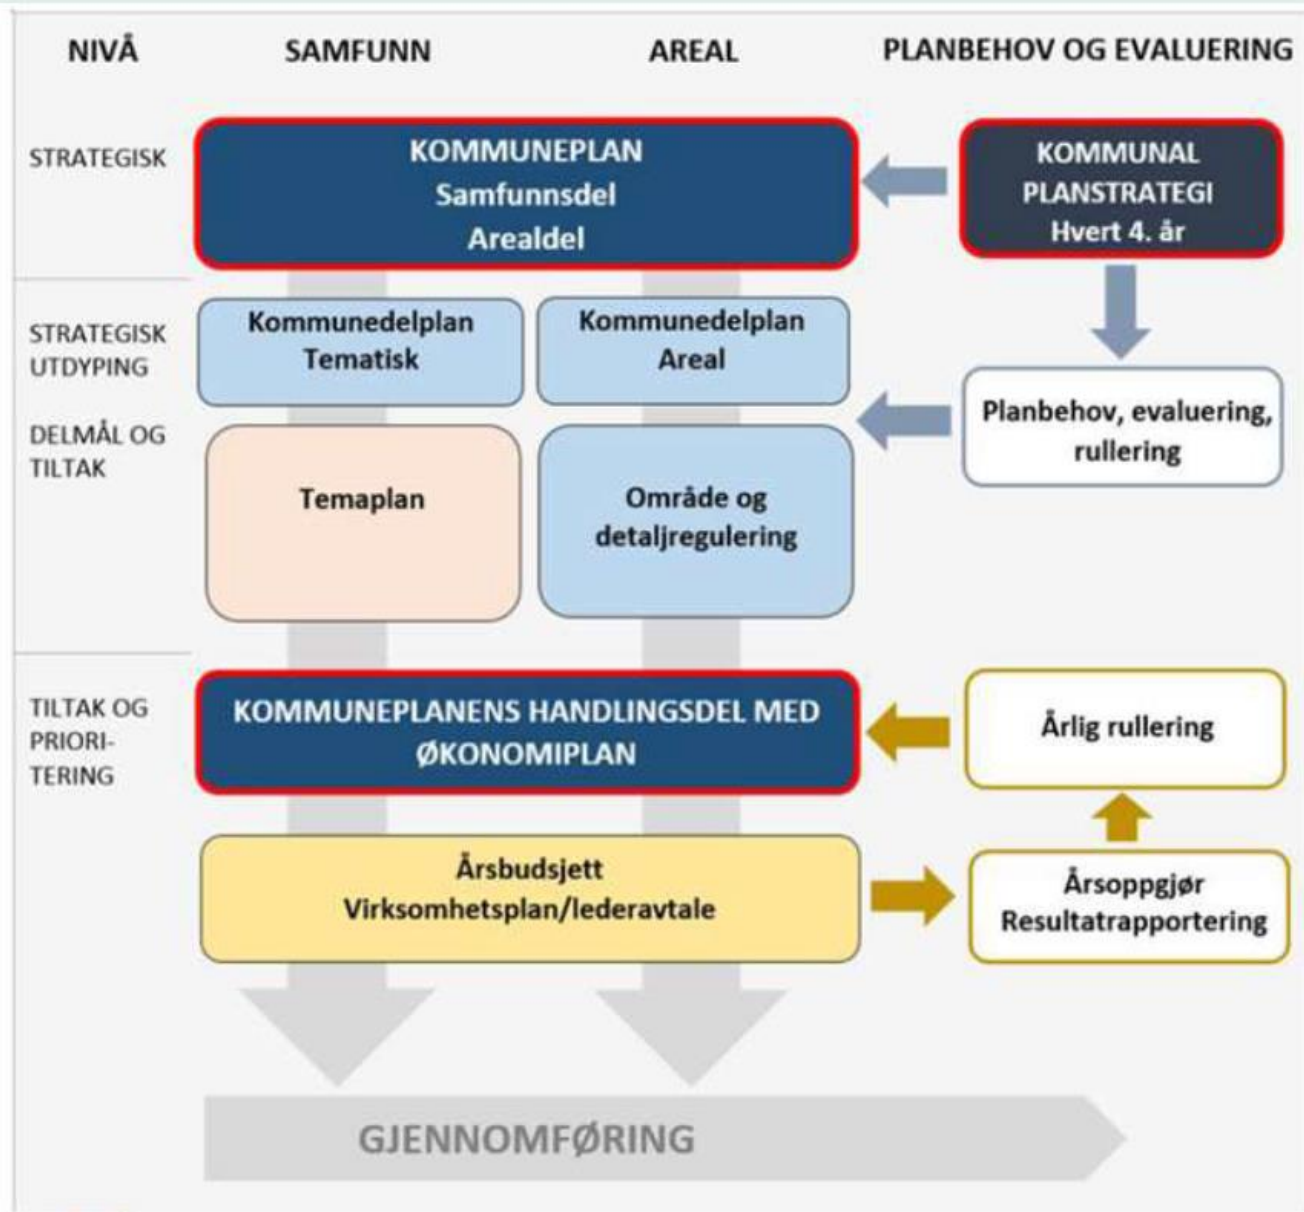 NIVÅ
SAMFUNN
AREAL
PLANBEHOV OG EVALUERING
STRATEGISK
KOMMUNEPLAN
Samfunnsdel
Arealdel
KOMMUNAL
PLANSTRATEGI
Hvert 4. år
STRATEGISK
UTDYPING
Kommunedelplan
Tematisk
Kommunedelplan
Areal
Planbehov, evaluering,
rullering
DELMÅL OG
TILTAK
Temaplan
Område og
detaljregulering
TILTAK OG
PRIORI-
TERING
KOMMUNEPLANENS HANDLINGSDEL MED
ØKONOMIPLAN
Årlig rullering
Årsbudsjett
Virksomhetsplan/lederavtale
Årsoppgjør
Resultatrapportering
GJENNOMFØRING